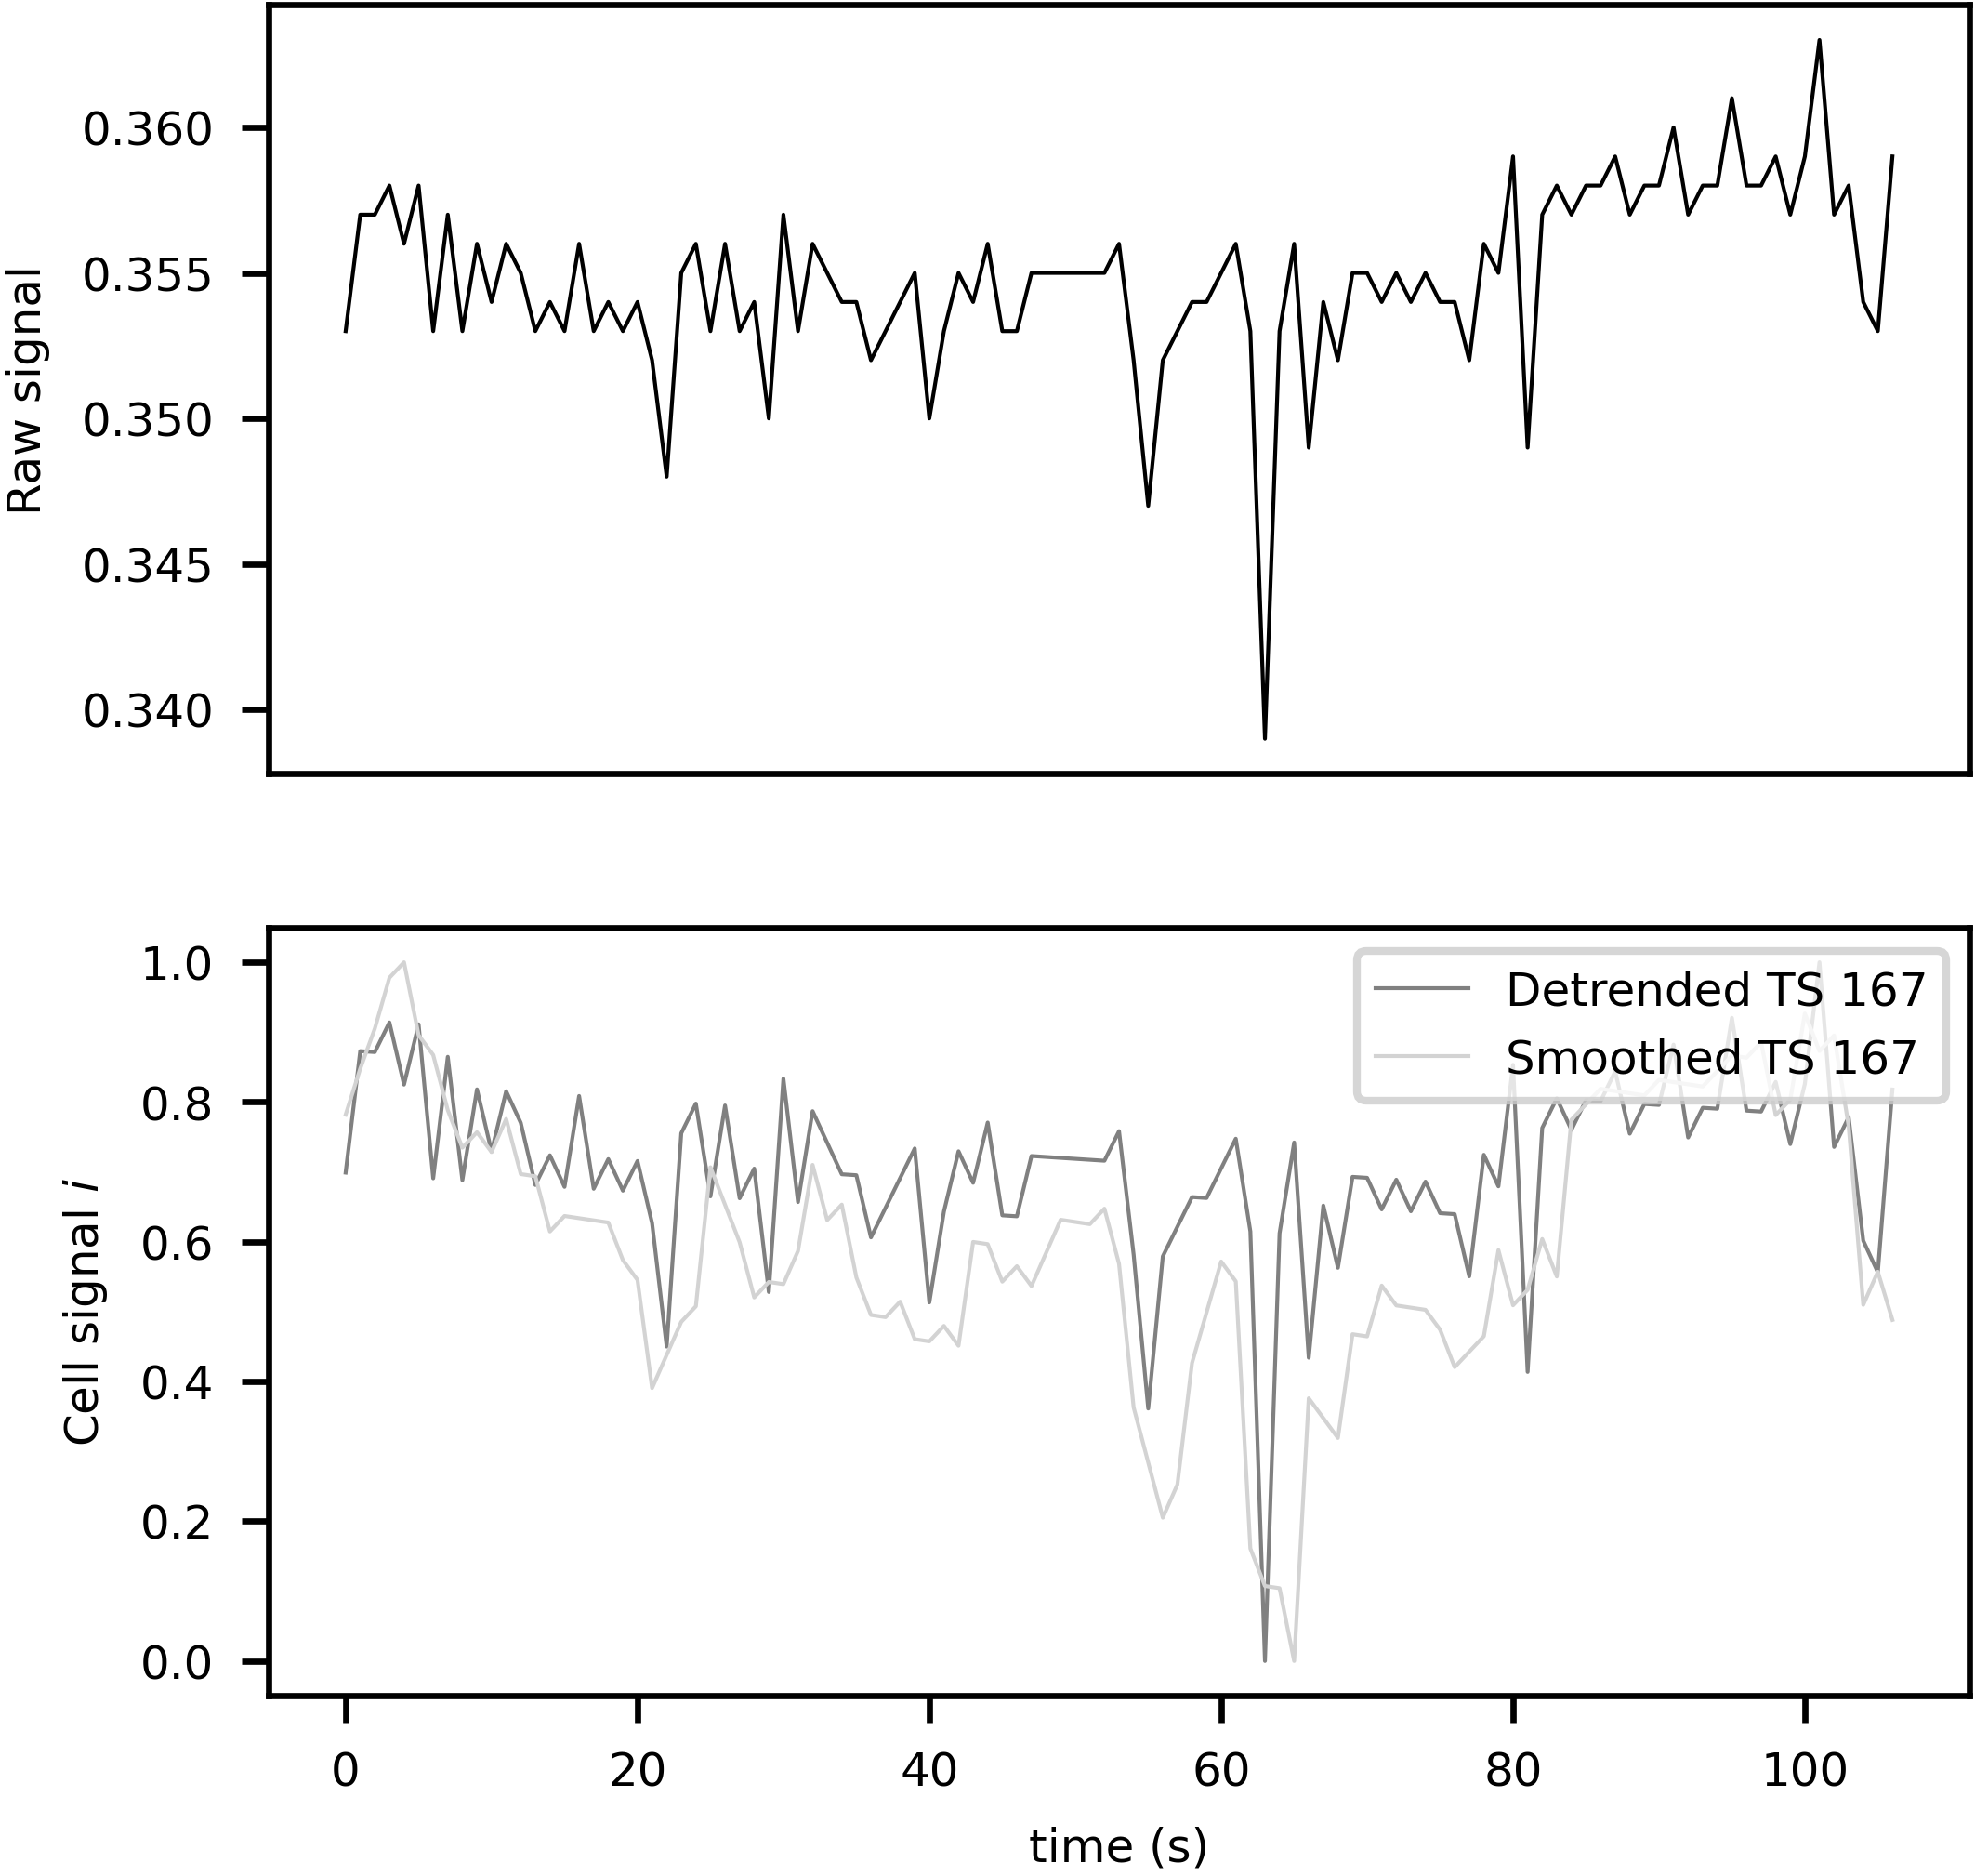 0.360
0.355
0.350
0.345
0.340
Raw signal
1.0
0.8
0.6
0.4
0.2
0.0
Cell signal i
Detrended TS 167
Smoothed TS 167
0 20 40 60 80 100
time (s)